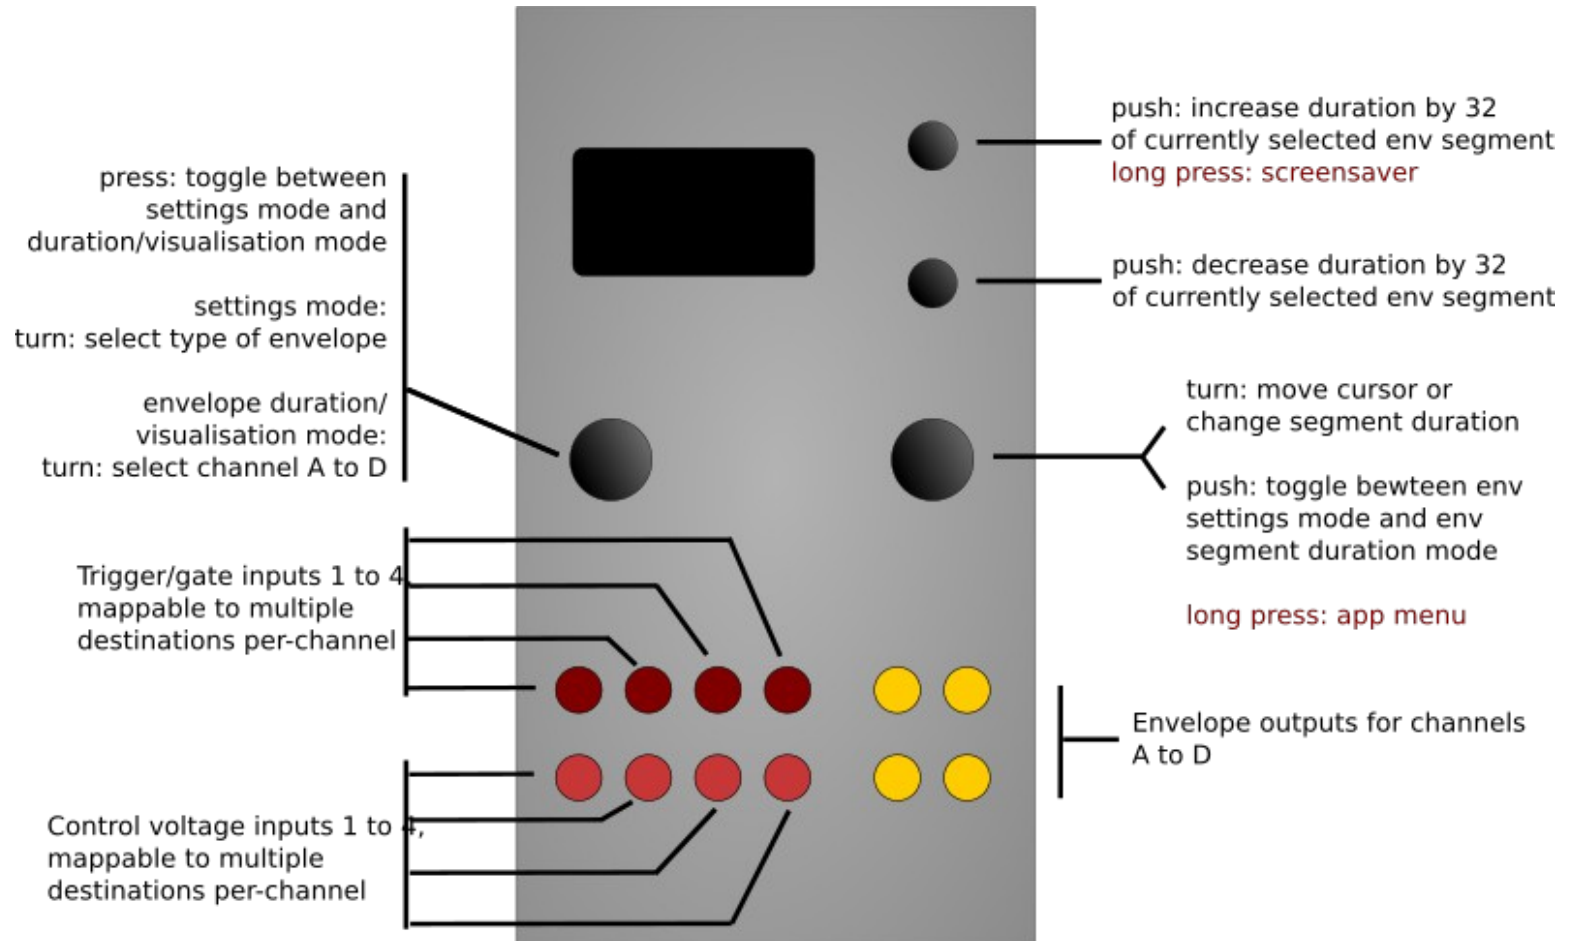 press: toggle between
settings mode and
duration/visualisation mode
settings mode:
turn: select type of envelope
envelope duration/
visualisation mode:
turn: select channel A to D
Trigger/gate inputs 1 to 4
mappable to multiple
destinations per-channel
Control voltage inputs 1 to 4,
mappable to multiple
destinations per-channel
push: increase duration by 32
of currently selected env segment
long press: screensaver
push: decrease duration by 32
of currently selected env segment
turn: move cursor or
change segment duration
push: toggle bewteen env
settings mode and env
segment duration mode
long press: app menu
Envelope outputs for channels
A to D